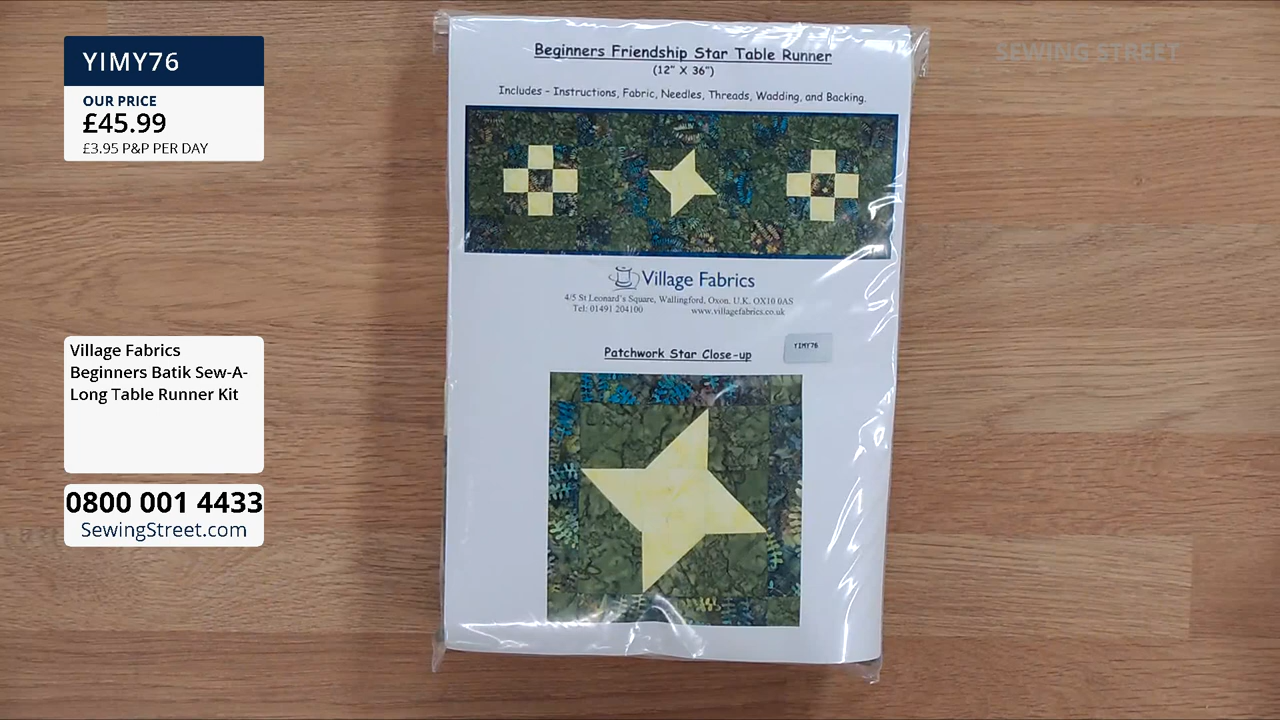 YIMY76
OUR PRICE
£45.99
£3.95 P&P PER DAY
Village Fabrics
Beginners Batik Sew-A-
Long Table Runner Kit
0800 001 4433
SewingStreet.com
SEWING STREET
Beginners Friendship Star Table Runner
(12" X 36")
Includes - Instructions, Fabric, Needles, Threads, Wadding, and Backing.
Village Fabrics
4/5 St Leonard's Square, Wallingford, Oxon, U.K. OX10 0AS
Tel: 01491 204100 www.villagefabrics.co.uk
YIMY76
Patchwork Star Close-up